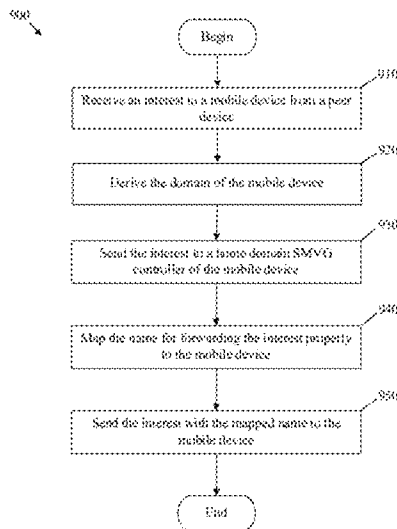 900
Begin
910
Receive an interest to a mobile device from a peer
device
920
Derive the domain of the mobile device
930
Send the interest to a home domain SMVG
controller of the mobile device
940
Map the name for forwarding the interest properly
to the mobile device
950
Send the interest with the mapped name to the
mobile device
End